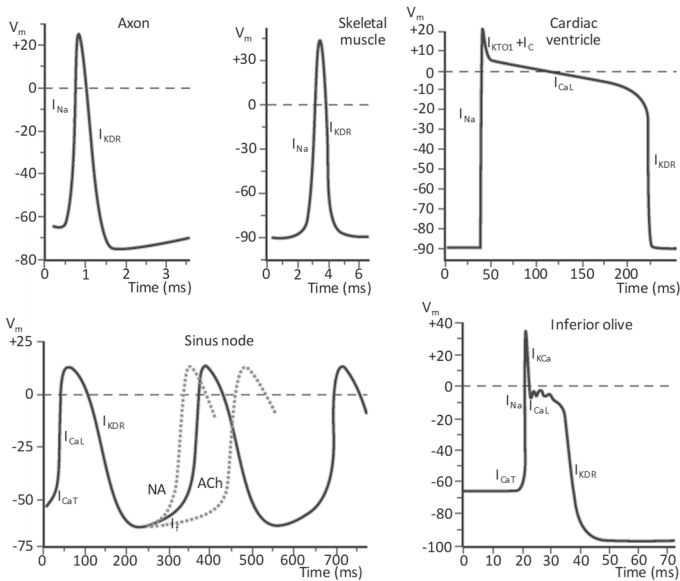 Vm
Axon
+20
0
-20
-40
-60
-80
INa
IKDR
0 1 2 3
Time (ms)
Skeletal
muscle
+30
0
-30
-60
-90
INa
IKDR
0 2 4 6
Time (ms)
Vm
Cardiac
ventricle
+20
+10
0
-10
-20
-30
-40
-50
-60
-70
-80
-90
IKTO1 +IC
ICaL
INa
IKDR
0 50 100 150 200
Time (ms)
Vm
Sinus node
+25
0
-25
-50
-75
ICaL
IKDR
ICaT
NA
ACh
If
0 100 200 300 400 500 600 700
Time (ms)
Vm
Inferior olive
+40
+20
0
-20
-40
-60
-80
-100
IKCa
INa
ICaL
ICaT
IKDR
0 10 20 30 40 50 60 70
Time (ms)